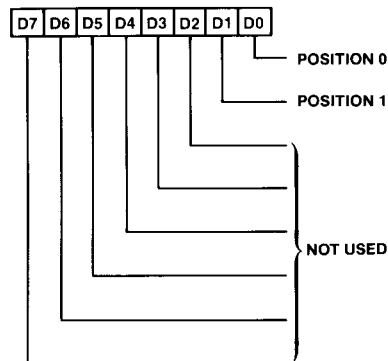 D7 D6 D5 D4 D3 D2 D1 D0
POSITION 0
POSITION 1
NOT USED